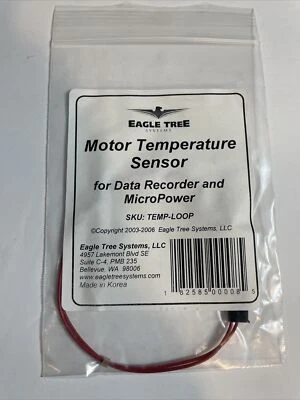 EAGLE TREE
SYSTEMS
Motor Temperature
Sensor
for Data Recorder and
MicroPower
SKU: TEMP-LOOP
©Copyright 2003-2006 Eagle Tree Systems, LLC
Eagle Tree Systems, LLC
4957 Lakemont Blvd SE
Suite C-4, PMB 235
Bellevue, WA 98006
www.eagletreesystems.com
Made in Korea